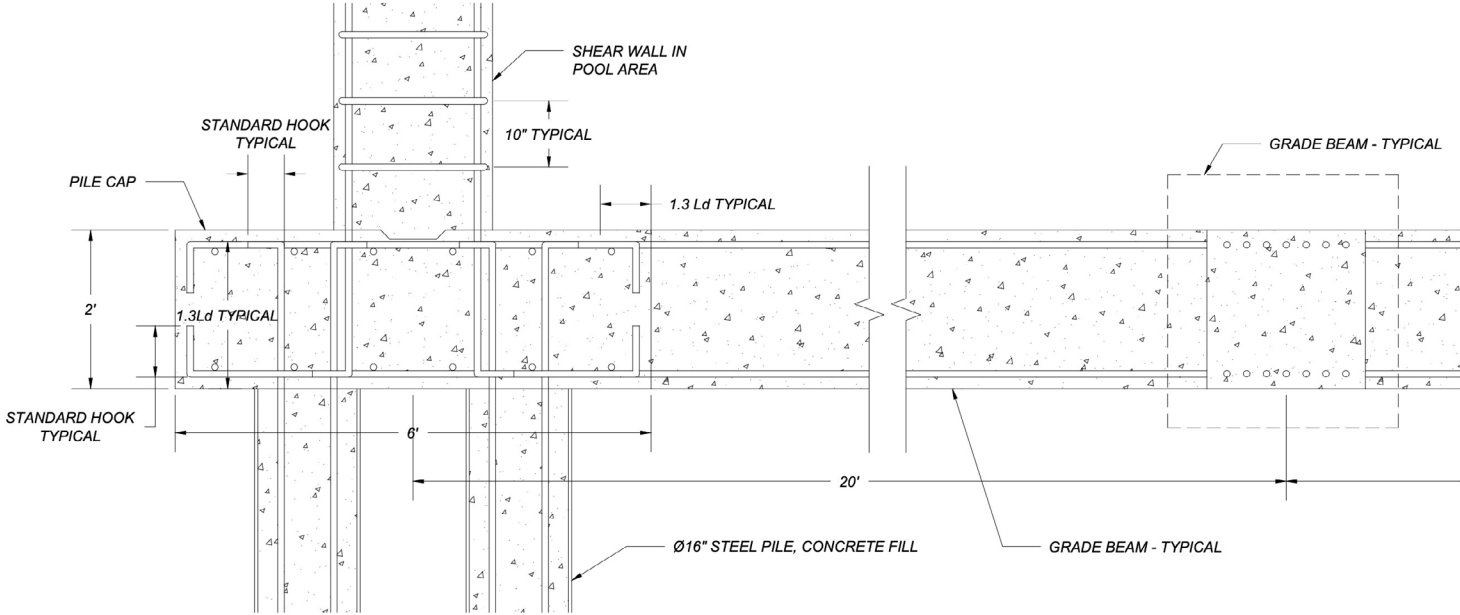 SHEAR WALL IN
POOL AREA
STANDARD HOOK
TYPICAL
10" TYPICAL
GRADE BEAM - TYPICAL
PILE CAP
1.3 Ld TYPICAL
2'
1.3Ld TYPICAL
STANDARD HOOK
TYPICAL
6'
20'
Ø16" STEEL PILE, CONCRETE FILL
GRADE BEAM - TYPICAL